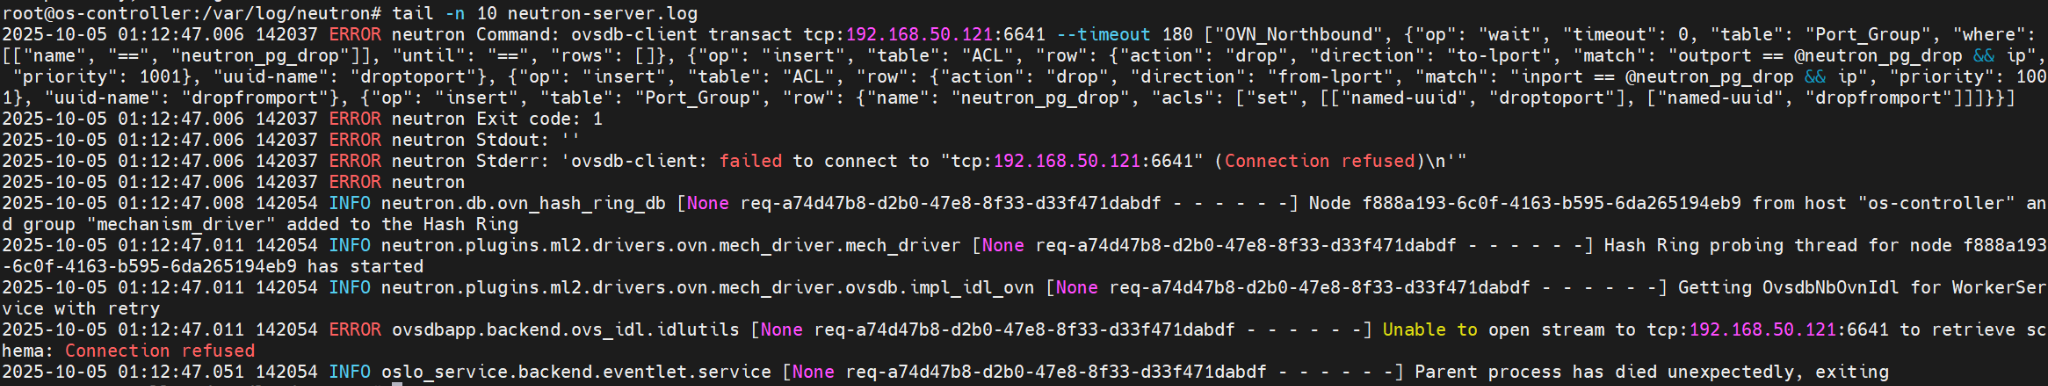 root@os-controller:/var/log/neutron# tail -n 10 neutron-server.log
2025-10-05 01:12:47.006 142037 ERROR neutron Command: ovsdb-client transact tcp:192.168.50.121:6641 --timeout 180 ["OVN_Northbound", {"op": "wait", "timeout": 0, "table": "Port_Group", "where":
[["name", "==", "neutron_pg_drop"]], "until": "==", "rows": []}, {"op": "insert", "table": "ACL", "row": {"action": "drop", "direction": "to-lport", "match": "outport == @neutron_pg_drop && ip",
 "priority": 1001}, "uuid-name": "droptoport"}, {"op": "insert", "table": "ACL", "row": {"action": "drop", "direction": "from-lport", "match": "inport == @neutron_pg_drop && ip", "priority": 100
1}, "uuid-name": "dropfromport"}, {"op": "insert", "table": "Port_Group", "row": {"name": "neutron_pg_drop", "acls": ["set", [["named-uuid", "droptoport"], ["named-uuid", "dropfromport"]]]}}]
2025-10-05 01:12:47.006 142037 ERROR neutron Exit code: 1
2025-10-05 01:12:47.006 142037 ERROR neutron Stdout: ''
2025-10-05 01:12:47.006 142037 ERROR neutron Stderr: 'ovsdb-client: failed to connect to "tcp:192.168.50.121:6641" (Connection refused)\n'"
2025-10-05 01:12:47.006 142037 ERROR neutron
2025-10-05 01:12:47.008 142054 INFO neutron.db.ovn_hash_ring_db [None req-a74d47b8-d2b0-47e8-8f33-d33f471dabdf - - - - - -] Node f888a193-6c0f-4163-b595-6da265194eb9 from host "os-controller" an
d group "mechanism_driver" added to the Hash Ring
2025-10-05 01:12:47.011 142054 INFO neutron.plugins.ml2.drivers.ovn.mech_driver.mech_driver [None req-a74d47b8-d2b0-47e8-8f33-d33f471dabdf - - - - - -] Hash Ring probing thread for node f888a193
-6c0f-4163-b595-6da265194eb9 has started
2025-10-05 01:12:47.011 142054 INFO neutron.plugins.ml2.drivers.ovn.mech_driver.ovsdb.impl_idl_ovn [None req-a74d47b8-d2b0-47e8-8f33-d33f471dabdf - - - - - -] Getting OvsdbNbOvnIdl for WorkerSer
vice with retry
2025-10-05 01:12:47.011 142054 ERROR ovsdbapp.backend.ovs_idl.idlutils [None req-a74d47b8-d2b0-47e8-8f33-d33f471dabdf - - - - - -] Unable to open stream to tcp:192.168.50.121:6641 to retrieve sc
hema: Connection refused
2025-10-05 01:12:47.051 142054 INFO oslo_service.backend.eventlet.service [None req-a74d47b8-d2b0-47e8-8f33-d33f471dabdf - - - - - -] Parent process has died unexpectedly, exiting